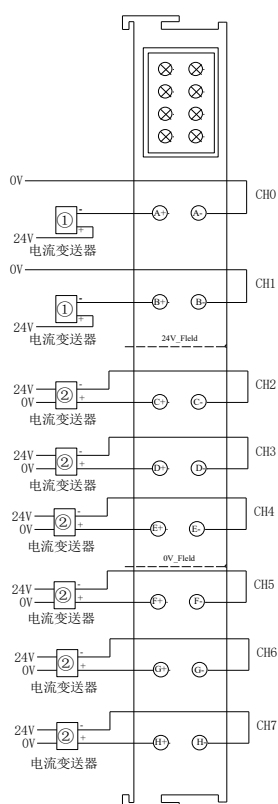 0V
CH0
-
① A+ A-
+
24V
电流变送器
0V
CH1
-
① B+ B-
+
24V
电流变送器
24V_Fleld
CH2
24V ② -
0V + C+ C-
电流变送器
CH3
24V ② -
0V + D+ D-
电流变送器
CH4
24V ② -
0V + E+ E-
电流变送器
0V_Fleld
CH5
24V ② -
0V + F+ F-
电流变送器
CH6
24V ② -
0V + G+ G-
电流变送器
CH7
24V ② -
0V + H+ H-
电流变送器